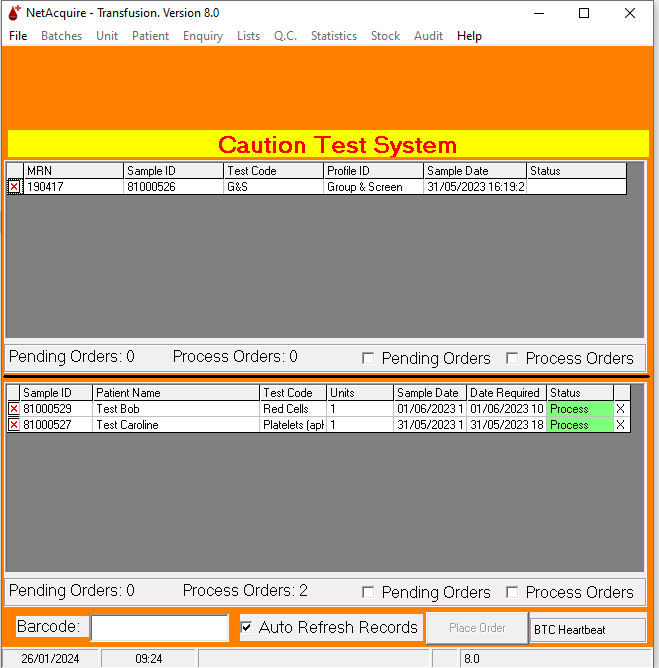 NetAcquire - Transfusion. Version 8.0
File Batches Unit Patient Enquiry Lists Q.C. Statistics Stock Audit Help
Caution Test System
MRN Sample ID Test Code Profile ID Sample Date Status
190417 81000526 G&S Group & Screen 31/05/2023 16:19:2
Pending Orders: 0 Process Orders: 0 Pending Orders Process Orders
Sample ID Patient Name Test Code Units Sample Date Date Required Status
81000529 Test Bob Red Cells 1 01/06/2023 1 01/06/2023 10 Process X
81000527 Test Caroline Platelets (aph 1 31/05/2023 1 31/05/2023 18 Process X
Pending Orders: 0 Process Orders: 2 Pending Orders Process Orders
Barcode: Auto Refresh Records Place Order BTC Heartbeat
26/01/2024 09:24 8.0